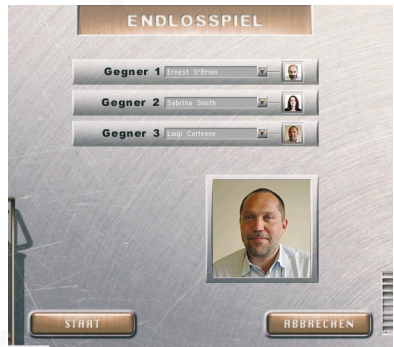 ENDLOSSPIEL
Gegner 1 Ernest O'Brien
Gegner 2 Sabrina Smith
Gegner 3 Luigi Corleone
START
ABBRECHEN